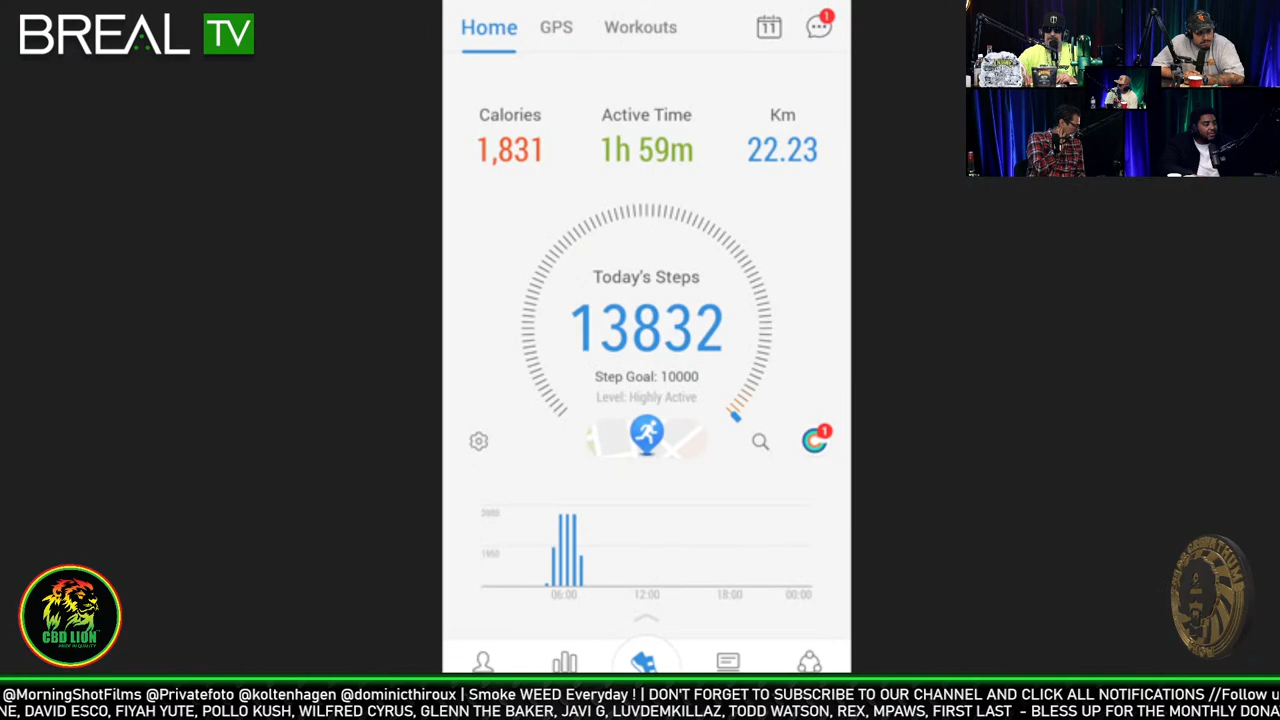 BREAL TV
Home GPS Workouts 11 1
Calories Active Time Km
1,831 1h 59m 22.23
Today's Steps
13832
Step Goal: 10000
Level: Highly Active
1
06:00 12:00 18:00 00:00
CBD LION
MADE IN QUALITY
@MorningShotFilms @Privatefoto @koltenhagen @dominicthiroux | Smoke WEED Everyday ! | DON'T FORGET TO SUBSCRIBE TO OUR CHANNEL AND CLICK ALL NOTIFICATIONS //Follow u
NE, DAVID ESCO, FIYAH YUTE, POLLO KUSH, WILFRED CYRUS, GLENN THE BAKER, JAVI G, LUVDEMKILLAZ, TODD WATSON, REX, MPAWS, FIRST LAST - BLESS UP FOR THE MONTHLY DONA